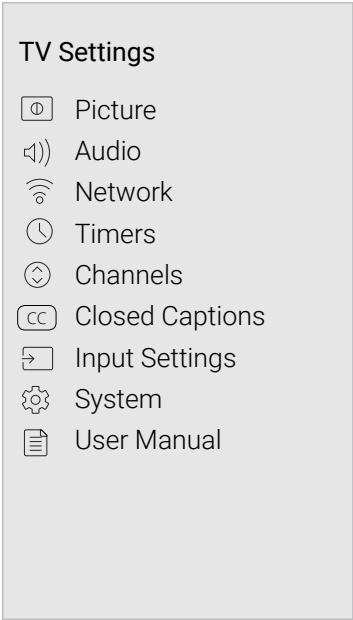 TV Settings
Picture
Audio
Network
Timers
Channels
CC Closed Captions
Input Settings
System
User Manual